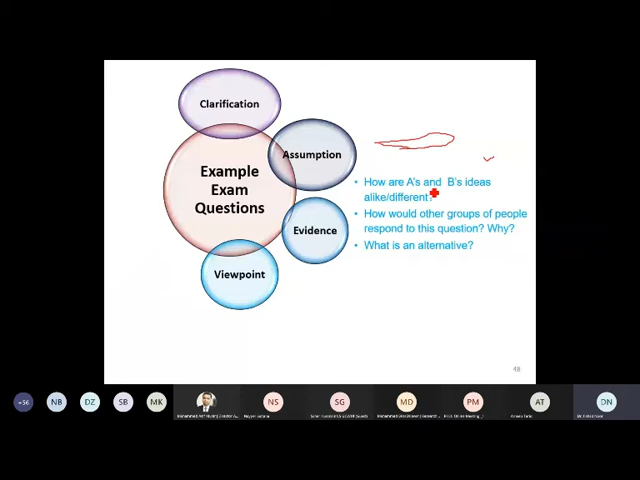 Clarification
Assumption
Example
Exam
Questions
Evidence
Viewpoint
• How are A's and B's ideas
alike/different?
• How would other groups of people
respond to this question? Why?
• What is an alternative?
48
+56
NB
DZ
SB
MK
NS
SG
MD
PM
AT
DN